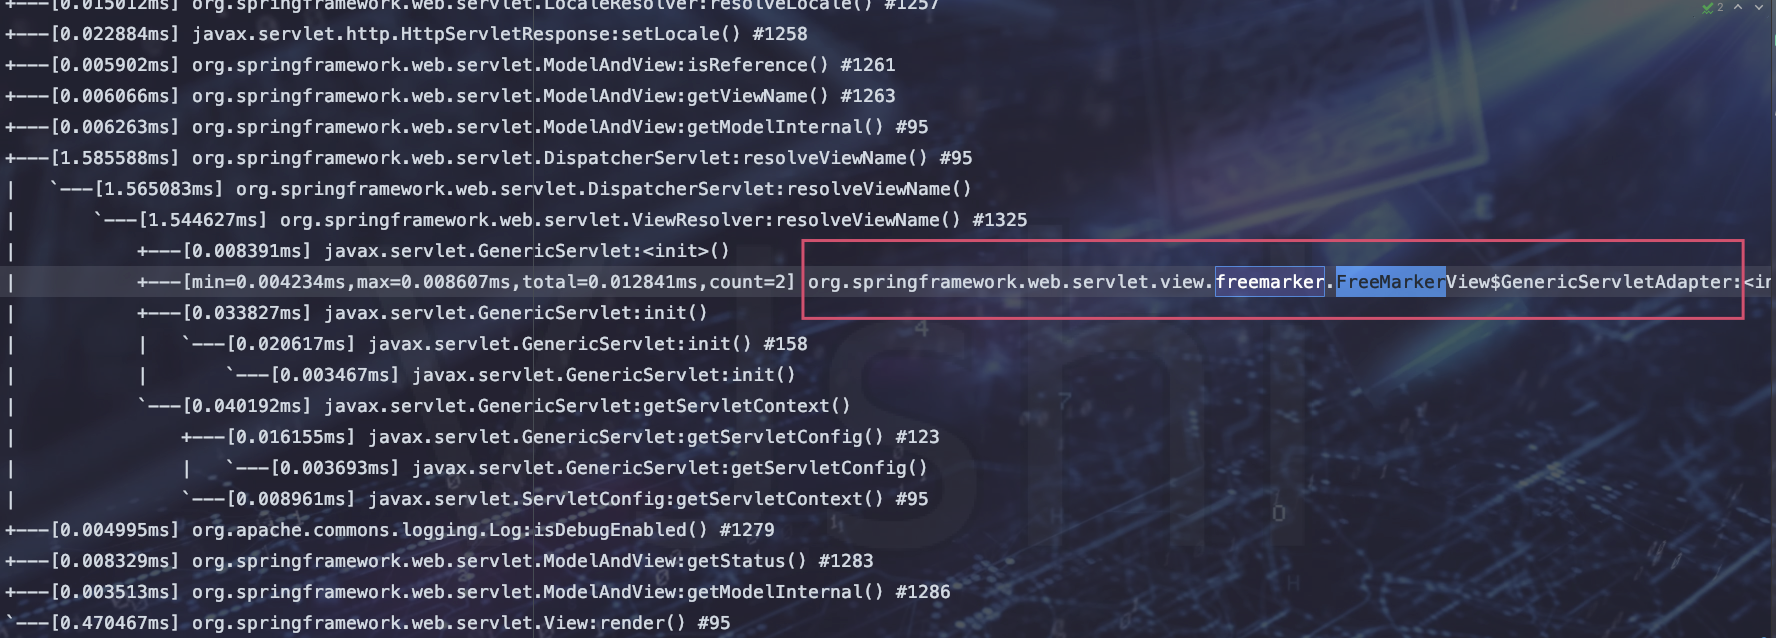 +---[0.015012ms] org.springframework.web.servlet.LocaleResolver:resolveLocale() #1257
2
+---[0.022884ms] javax.servlet.http.HttpServletResponse:setLocale() #1258
+---[0.005902ms] org.springframework.web.servlet.ModelAndView:isReference() #1261
+---[0.006066ms] org.springframework.web.servlet.ModelAndView:getViewName() #1263
+---[0.006263ms] org.springframework.web.servlet.ModelAndView:getModelInternal() #95
+---[1.585588ms] org.springframework.web.servlet.DispatcherServlet:resolveViewName() #95
|   `---[1.565083ms] org.springframework.web.servlet.DispatcherServlet:resolveViewName()
|       `---[1.544627ms] org.springframework.web.servlet.ViewResolver:resolveViewName() #1325
|           +---[0.008391ms] javax.servlet.GenericServlet:<init>()
|           +---[min=0.004234ms,max=0.008607ms,total=0.012841ms,count=2] org.springframework.web.servlet.view.freemarker.FreeMarkerView$GenericServletAdapter:<in
|           +---[0.033827ms] javax.servlet.GenericServlet:init()
|           |   `---[0.020617ms] javax.servlet.GenericServlet:init() #158
|           |       `---[0.003467ms] javax.servlet.GenericServlet:init()
|           `---[0.040192ms] javax.servlet.GenericServlet:getServletContext()
|               +---[0.016155ms] javax.servlet.GenericServlet:getServletConfig() #123
|               |   `---[0.003693ms] javax.servlet.GenericServlet:getServletConfig()
|               `---[0.008961ms] javax.servlet.ServletConfig:getServletContext() #95
+---[0.004995ms] org.apache.commons.logging.Log:isDebugEnabled() #1279
+---[0.008329ms] org.springframework.web.servlet.ModelAndView:getStatus() #1283
+---[0.003513ms] org.springframework.web.servlet.ModelAndView:getModelInternal() #1286
`---[0.470467ms] org.springframework.web.servlet.View:render() #95